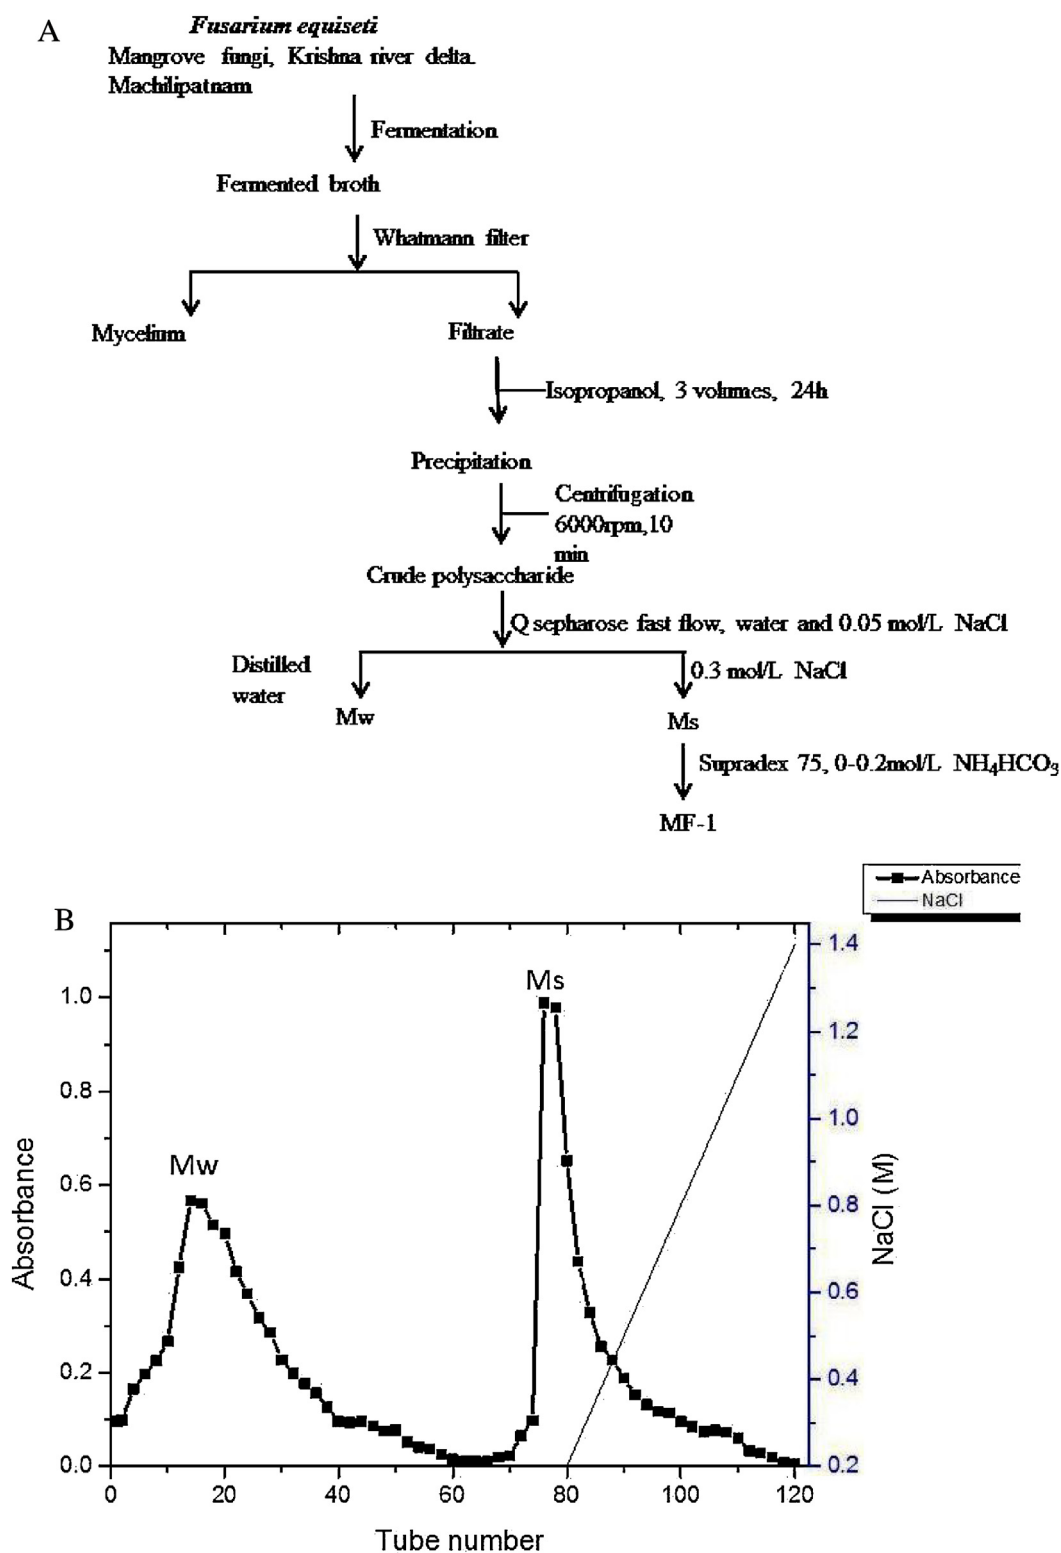 A
Fusarium equiseti
Mangrove fungi, Krishna river delta.
Machilipatnam
Fermentation
Fermented broth
Whatmann filter
Mycelium
Filtrate
Isopropanol, 3 volumes, 24h
Precipitation
Centrifugation
6000rpm,10
min
Crude polysaccharide
Q sepharose fast flow, water and 0.05 mol/L NaCl
Distilled
water
0.3 mol/L NaCl
Mw
Ms
Supradex 75, 0-0.2mol/L NH₄HCO₃
MF-1
B
Absorbance
NaCl
Mw
Ms
Absorbance
1.0
0.8
0.6
0.4
0.2
0.0
1.4
1.2
1.0
0.8
0.6
0.4
0.2
NaCl (M)
0 20 40 60 80 100 120
Tube number